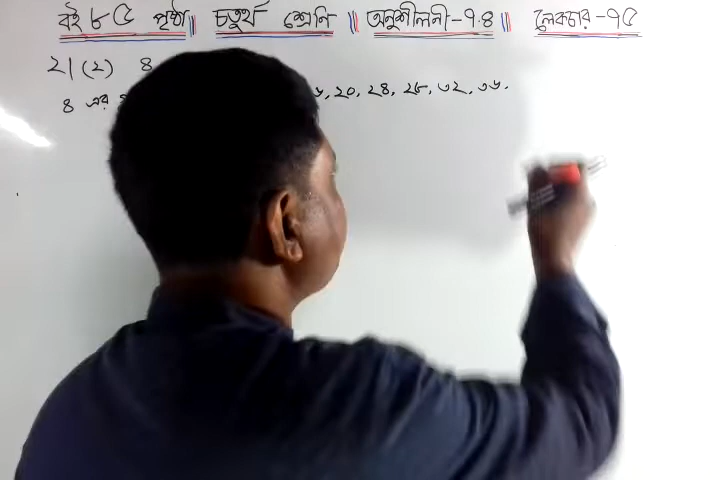 বই ৮৫ পৃষ্ঠা || চতুর্থ শ্রেনি || অনুশীলনী-৭.৪ || লেকচার-৭৫
২। (২) ৪
৪ এর ৬, ২০, ২৪, ২৮, ৩২, ৩৬.